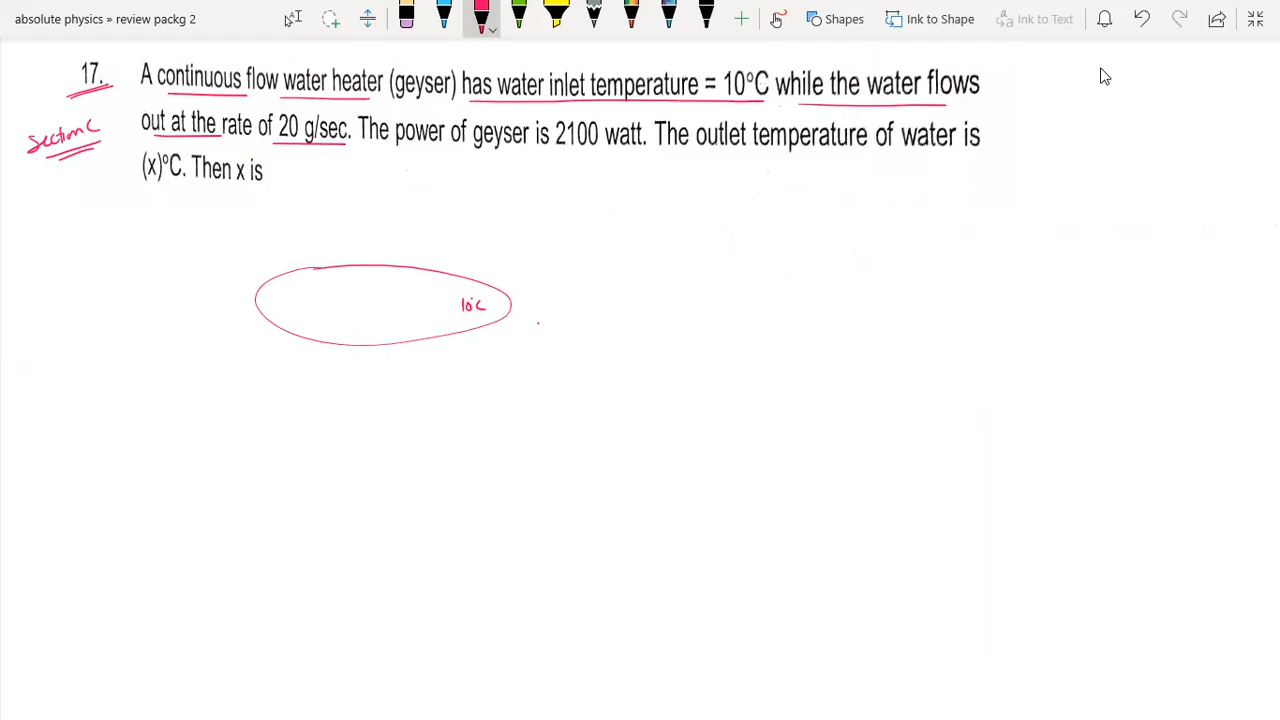 absolute physics » review packg 2
Shapes
Ink to Shape
Ink to Text
17. A continuous flow water heater (geyser) has water inlet temperature = 10°C while the water flows
out at the rate of 20 g/sec. The power of geyser is 2100 watt. The outlet temperature of water is
(x)°C. Then x is
Section C
10°C